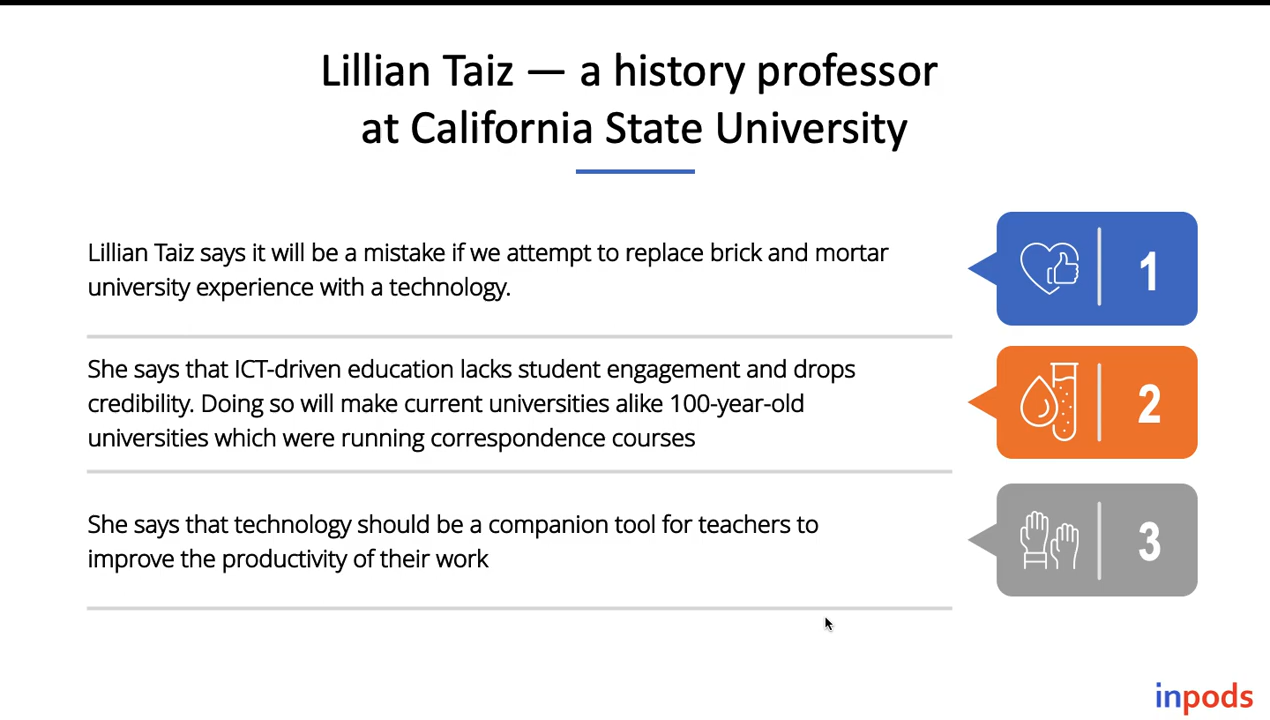 Lillian Taiz — a history professor
at California State University
Lillian Taiz says it will be a mistake if we attempt to replace brick and mortar
university experience with a technology.
1
She says that ICT-driven education lacks student engagement and drops
credibility. Doing so will make current universities alike 100-year-old
universities which were running correspondence courses
2
She says that technology should be a companion tool for teachers to
improve the productivity of their work
3
inpods